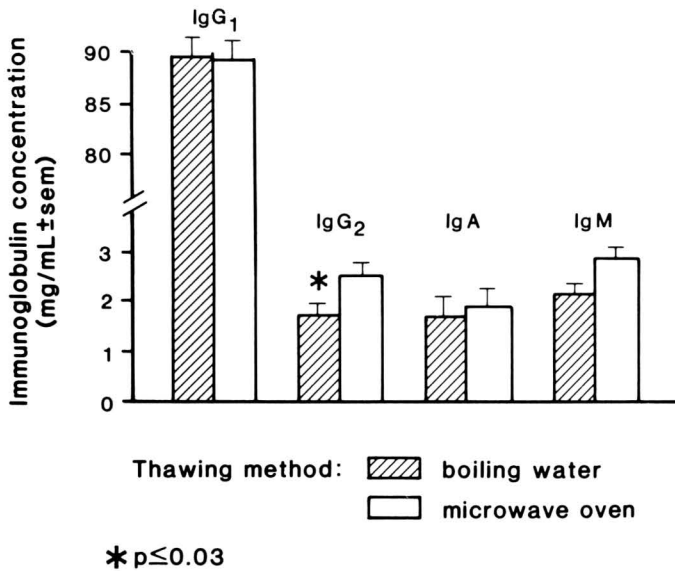 IgG1
Immunoglobulin concentration
(mg/mL±sem)
90
85
80
3
2
1
0
IgG2
IgA
IgM
*
Thawing method:
boiling water
microwave oven
* p≤0.03